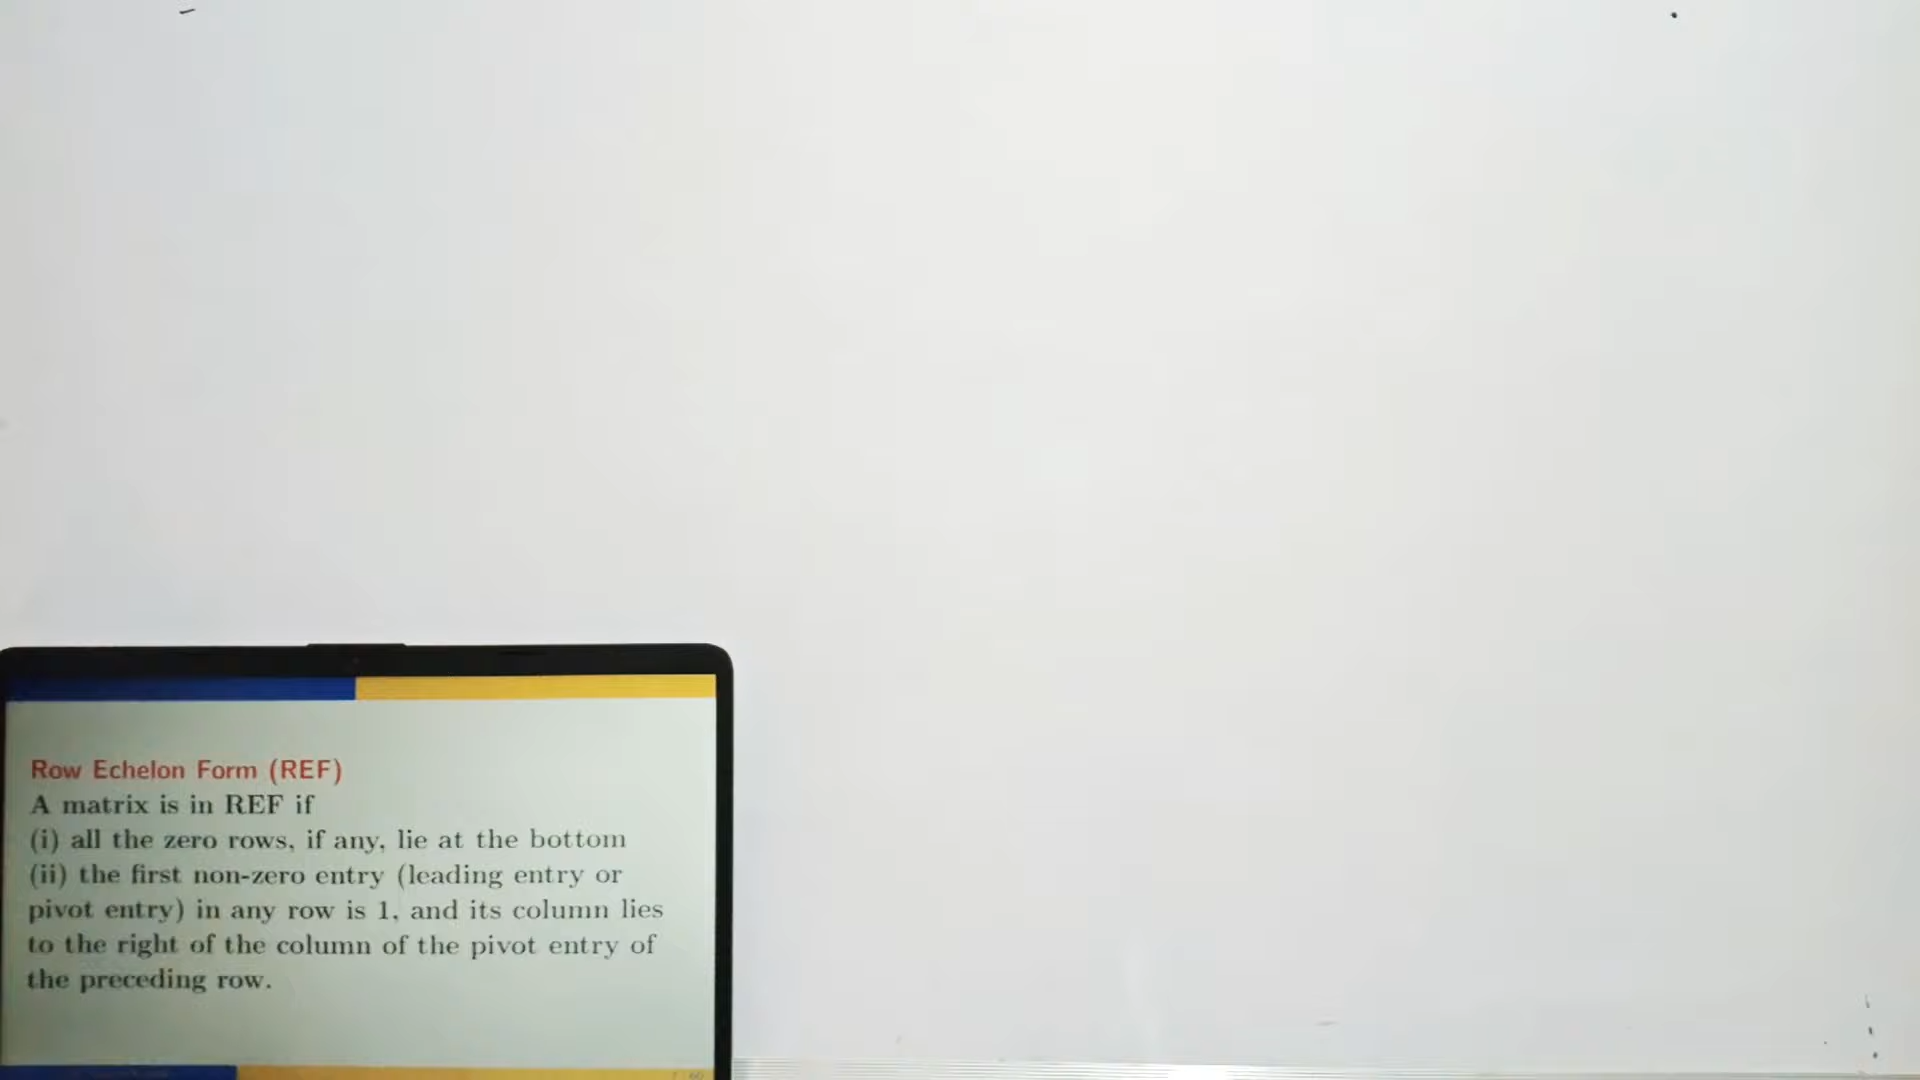 Row Echelon Form (REF)
A matrix is in REF if
(i) all the zero rows, if any, lie at the bottom
(ii) the first non-zero entry (leading entry or
pivot entry) in any row is 1, and its column lies
to the right of the column of the pivot entry of
the preceding row.